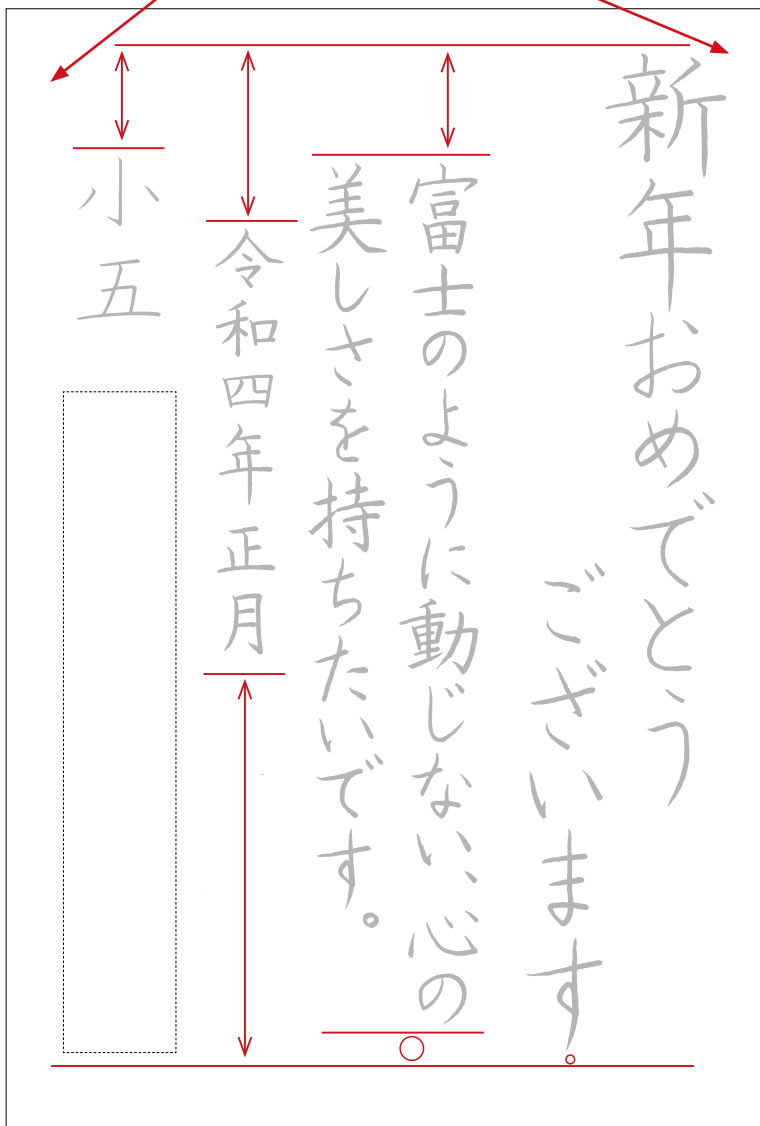 新年おめでとう
ございます
富士のように動じない、心の
美しさを持ちたいです。
令和四年正月
小五